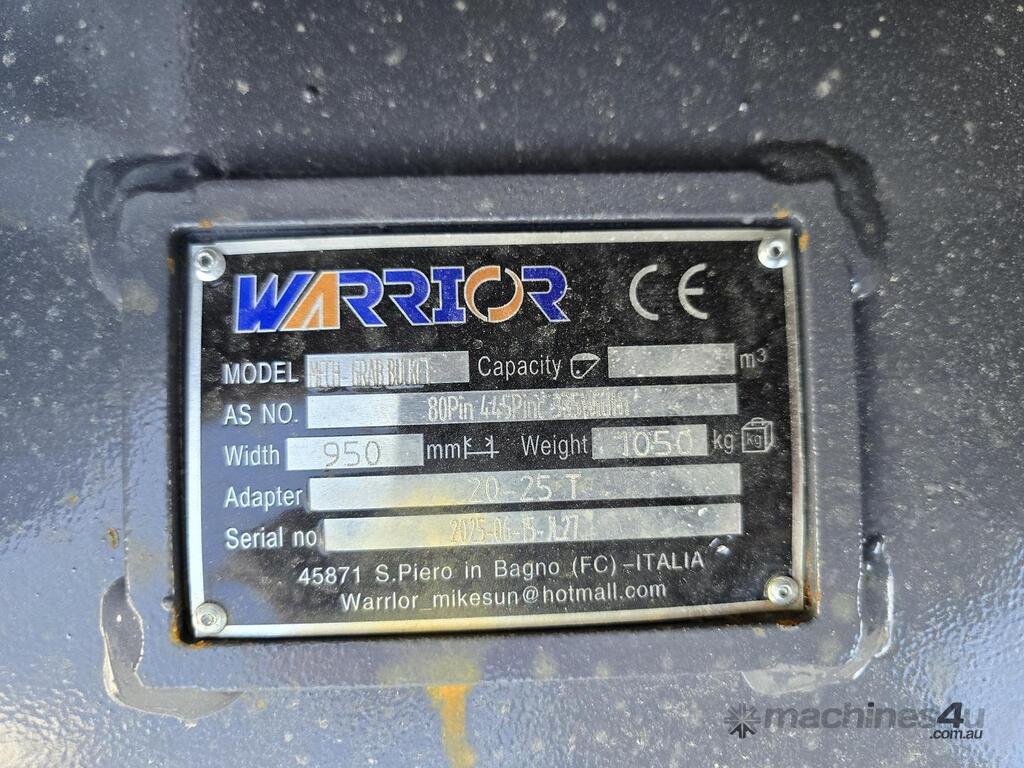 WARRIOR CE
MODEL MECH-GRAB BUKCT Capacity m³
AS NO. 80Pin 445PinC
Width 950 mm Weight 1050 kg kg
Adapter 20-25 T
Serial no 2025-06-15-JL27
45871 S.Piero in Bagno (FC) -ITALIA
Warrlor_mikesun@hotmall.com
machines4u
.com.au